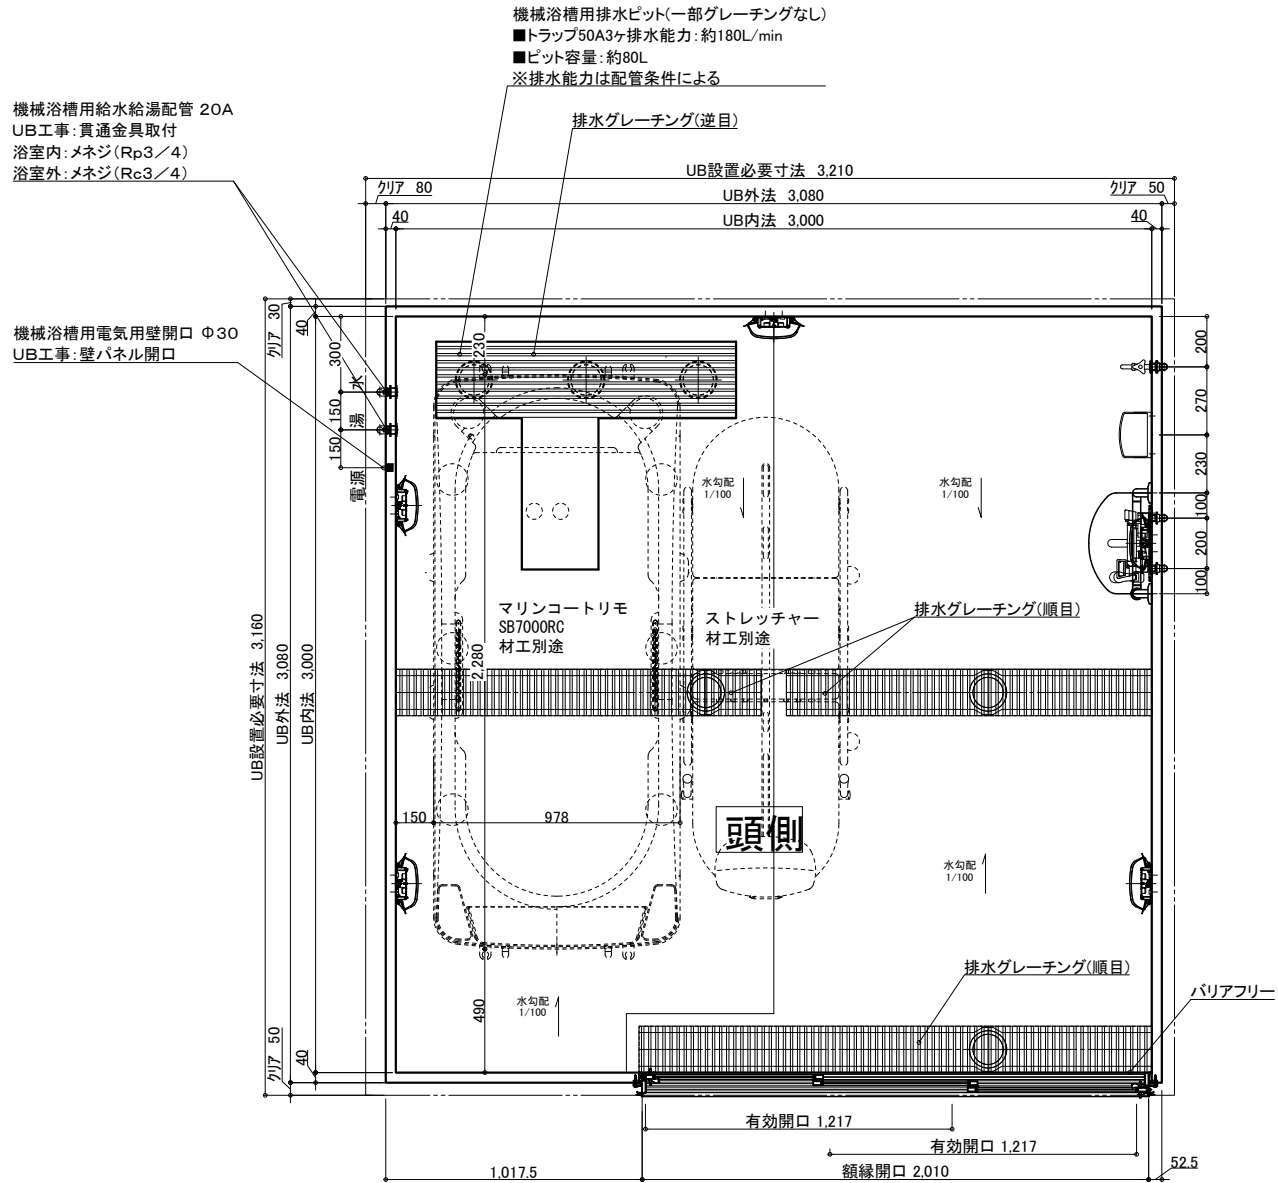 機械浴槽用排水ピット(一部グレーチングなし)
■トラップ50A3ヶ排水能力:約180L/min
■ピット容量:約80L
※排水能力は配管条件による
機械浴槽用給水給湯配管 20A
UB工事:貫通金具取付
浴室内:メネジ(Rp3/4)
浴室外:メネジ(Rc3/4)
排水グレーチング(逆目)
UB設置必要寸法 3,210
クリア 80
UB外法 3,080
クリア 50
40
UB内法 3,000
40
機械浴槽用電気用壁開口 Φ30
UB工事:壁パネル開口
クリア 30
40
300
水
150
湯
150
電源
230
200
270
230
100
200
100
水勾配
1/100
水勾配
1/100
マリンコートリモ
SB7000RC
材工別途
ストレッチャー
材工別途
排水グレーチング(順目)
UB設置必要寸法 3,160
UB外法 3,080
UB内法 3,000
2,280
150
978
頭側
水勾配
1/100
排水グレーチング(順目)
バリアフリー
水勾配
1/100
490
クリア 50
40
有効開口 1,217
有効開口 1,217
1,017.5
額縁開口 2,010
52.5